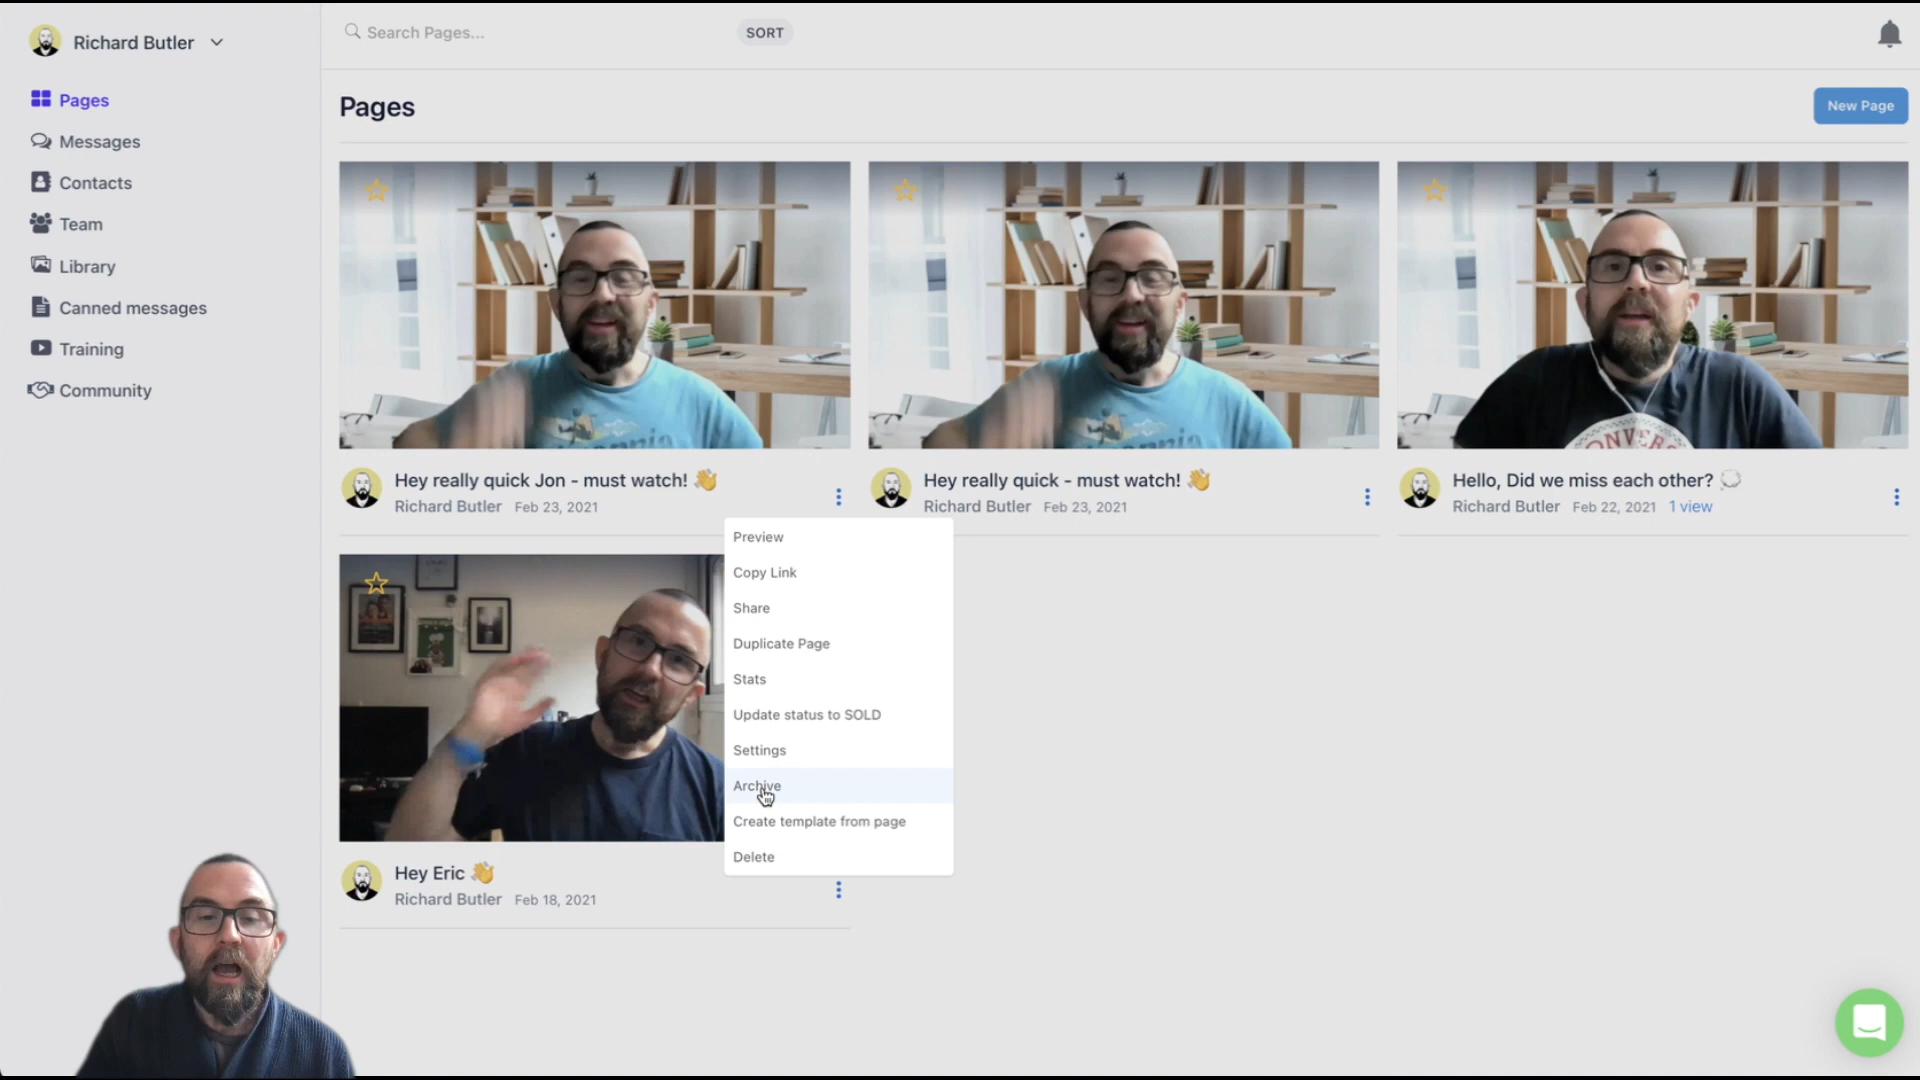 Richard Butler
Search Pages...
SORT
Pages
Messages
Contacts
Team
Library
Canned messages
Training
Community
Pages
New Page
Hey really quick Jon - must watch! 👋
Richard Butler Feb 23, 2021
Hey really quick - must watch! 👋
Richard Butler Feb 23, 2021
CONVERS
Hello, Did we miss each other? 💭
Richard Butler Feb 22, 2021 1 view
Preview
Copy Link
Share
Duplicate Page
Stats
Update status to SOLD
Settings
Archive
Create template from page
Delete
Hey Eric 👋
Richard Butler Feb 18, 2021